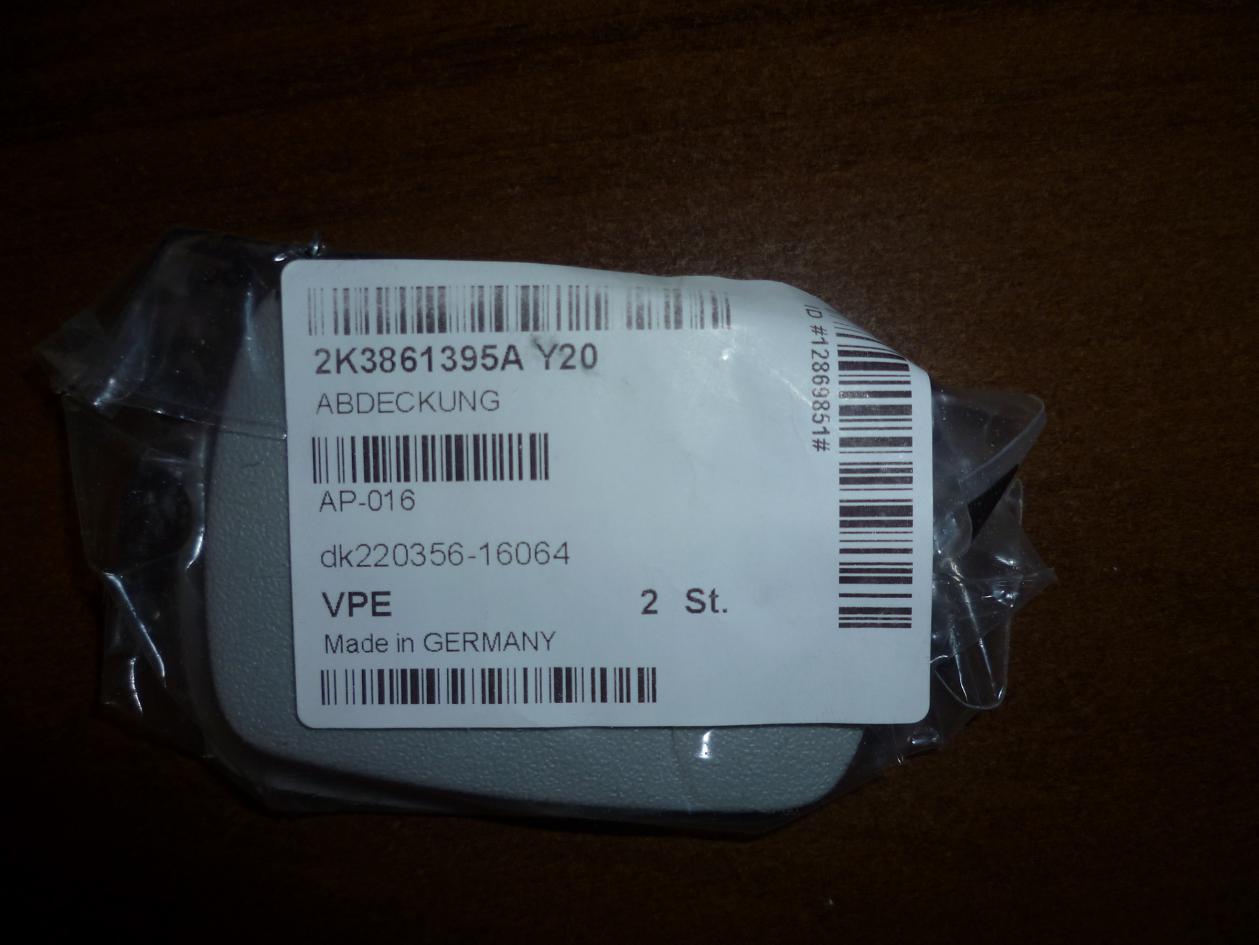 2K3861395A Y20
ABDECKUNG
AP-016
dk220356-16064
VPE 2 St.
Made in GERMANY
ID #12869851#